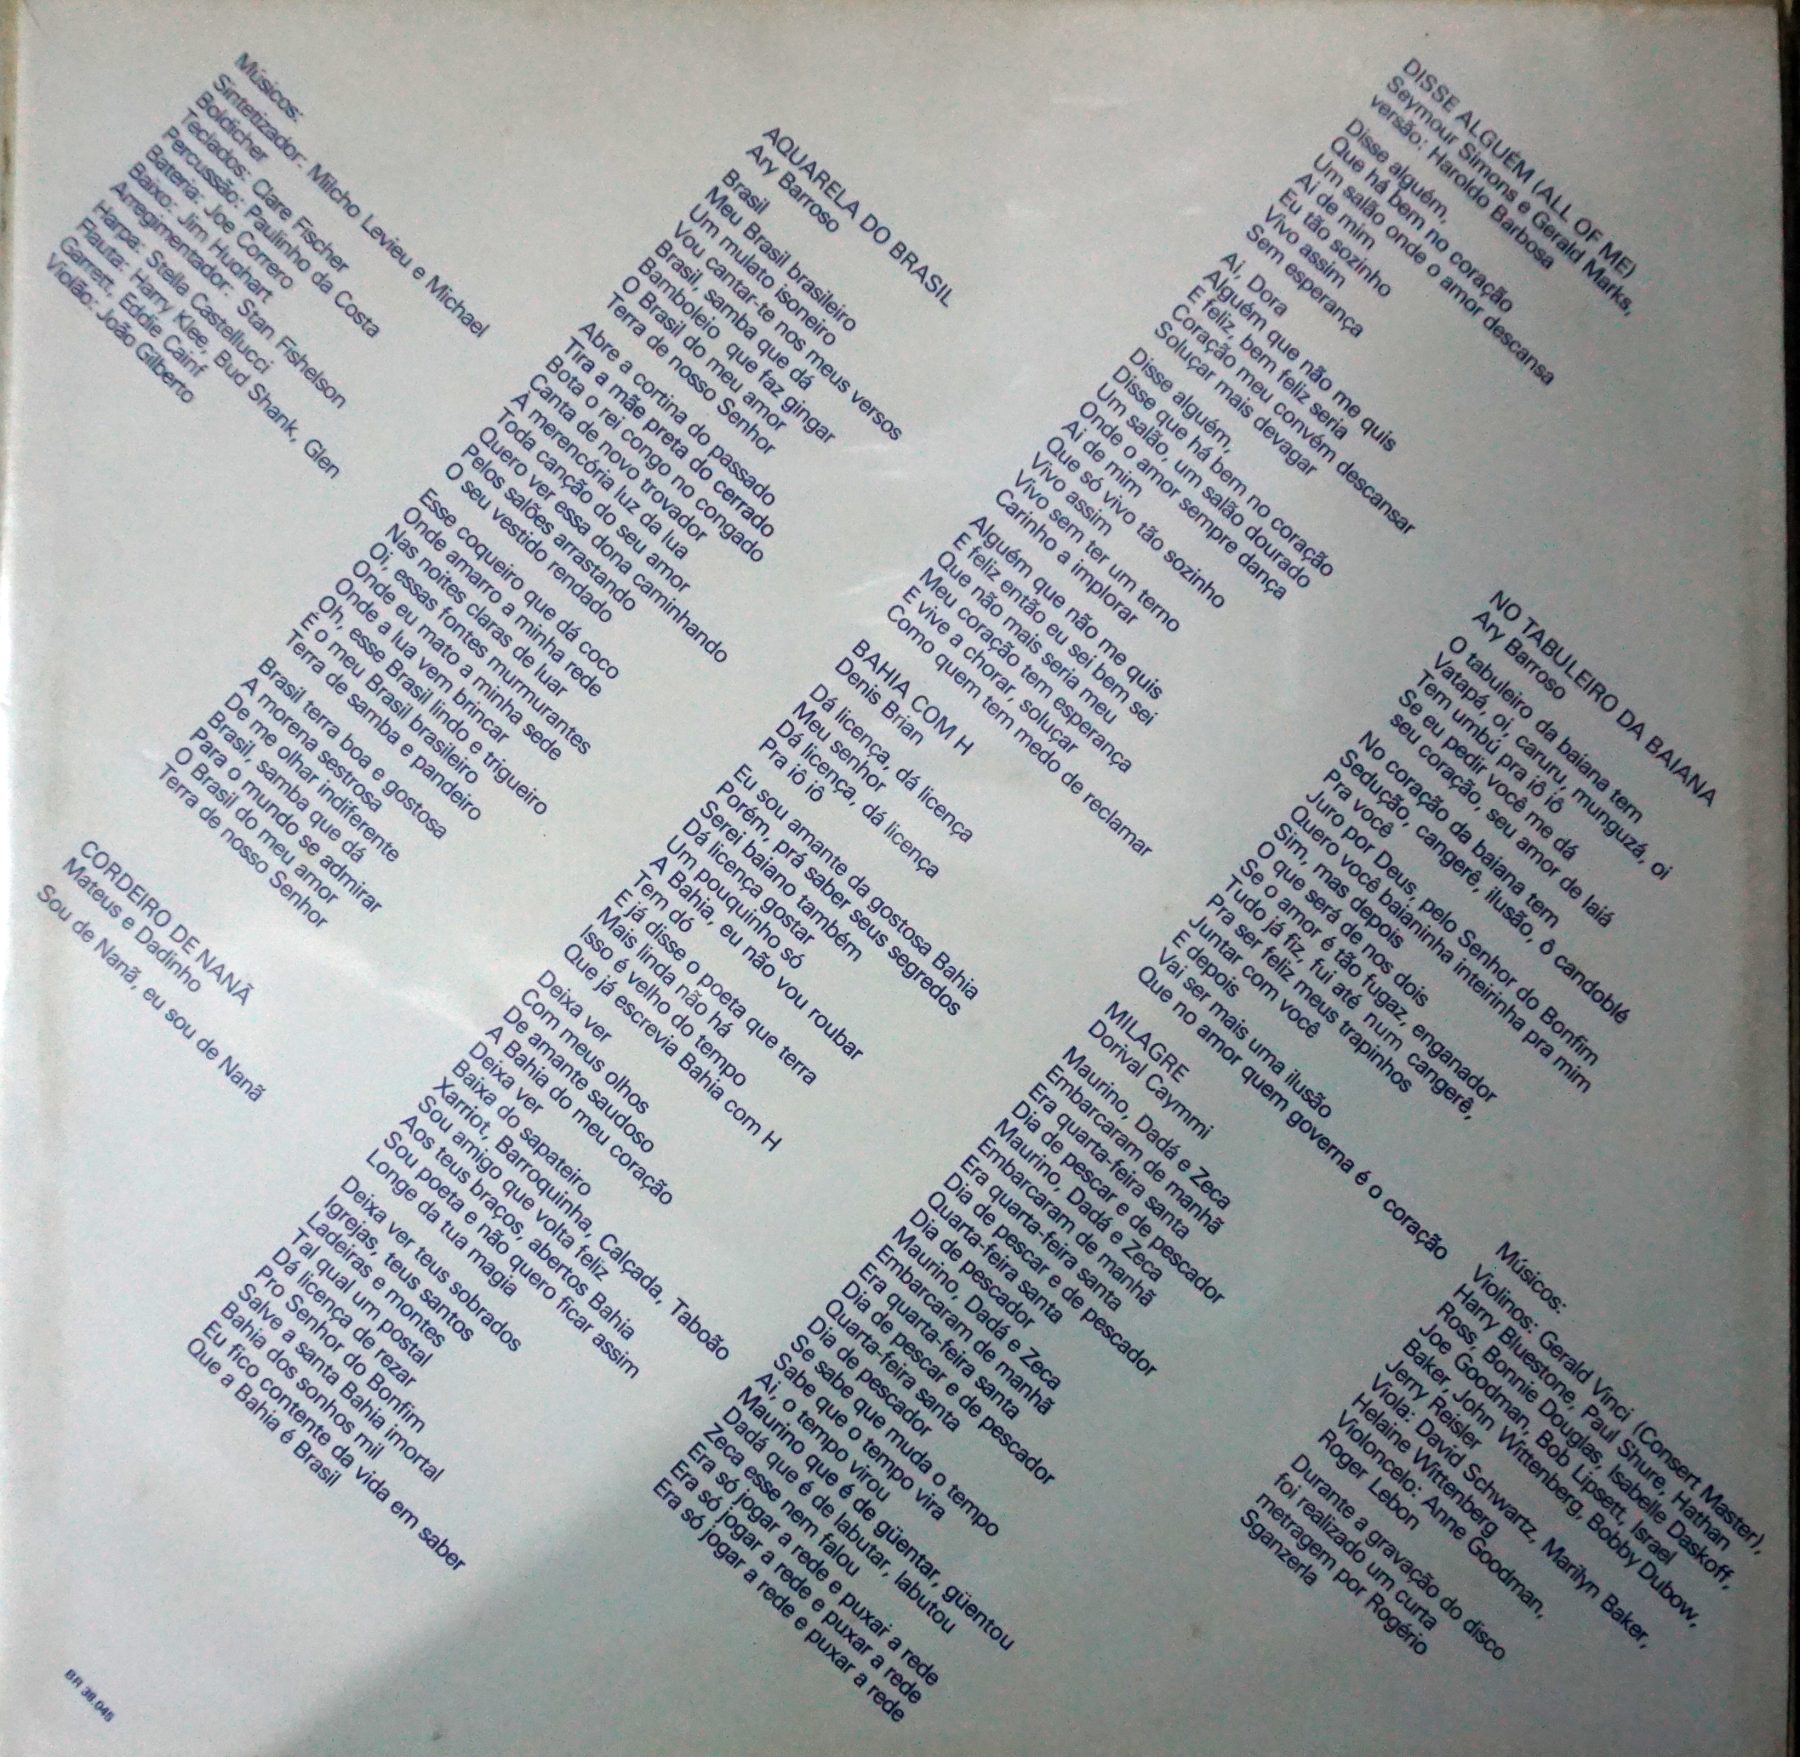 Músicos:
Sintetizador: Milcho Levieu e Michael
Boldicher
Teclados: Clare Fischer
Percussão: Paulinho da Costa
Bateria: Joe Correro
Baixo: Jim Huohart
Arregimentador: Stan Fishelson
Harpa: Stella Castellucci
Flauta: Harry Klee, Bud Shank, Glen
Garrett, Eddie Cainf
Violão: João Gilberto
AQUARELA DO BRASIL
Ary Barroso
Brasil
Meu Brasil brasileiro
Um mulato isoneiro
Vou cantar-te nos meus versos
Brasil, samba que dá
Bamboleio que faz gingar
O Brasil do meu amor
Terra de nosso Senhor
Abre a cortina do passado
Tira a mãe preta do cerrado
Bota o rei congo no congado
Canta de novo trovador
A merencória luz da lua
Toda canção do seu amor
Quero ver essa dona caminhando
Pelos salões arrastando
O seu vestido rendado
Esse coqueiro que dá coco
Onde amarro a minha rede
Nas noites claras de luar
Oi, essas fontes murmurantes
Onde eu mato a minha sede
Onde a lua vem brincar
Oh, esse Brasil lindo e trigueiro
É o meu Brasil brasileiro
Terra de samba e pandeiro
Brasil terra boa e gostosa
A morena sestrosa
De me olhar indiferente
Brasil, samba que dá
Para o mundo se admirar
O Brasil do meu amor
Terra de nosso Senhor
CORDEIRO DE NANÃ
Mateus e Dadinho
Sou de Nanã, eu sou de Nanã
DISSE ALGUÉM (ALL OF ME)
Seymour Simons e Gerald Marks,
versão: Haroldo Barbosa
Disse alguém,
Que há bem no coração
Um salão onde o amor descansa
Ai de mim
Eu tão sozinho
Vivo assim
Sem esperança
Ai, Dora
Alguém que não me quis
E feliz, bem feliz seria
Coração meu convém descansar
Soluçar mais devagar
Disse alguém,
Disse que há bem no coração
Um salão, um salão dourado
Onde o amor sempre dança
Ai de mim
Que só vivo tão sozinho
Vivo assim
Vivo sem ter um terno
Carinho a implorar
Alguém que não me quis
E feliz então eu sei bem sei
Que não mais seria meu
Meu coração tem esperança
E vive a chorar, soluçar
Como quem tem medo de reclamar
BAHIA COM H
Denis Brian
Dá licença, dá licença
Meu senhor
Dá licença, dá licença
Pra iô iô
Eu sou amante da gostosa Bahia
Porém, prá saber seus segredos
Serei baiano também
Dá licença gostar
Um pouquinho só
A Bahia, eu não vou roubar
Tem dó
E já disse o poeta que terra
Mais linda não há
Isso é velho do tempo
Que já escrevia Bahia com H
Deixa ver
Com meus olhos
De amante saudoso
A Bahia do meu coração
Deixa ver
Baixa do sapateiro
Xarriot, Barroquinha, Calçada, Taboão
Sou amigo que volta feliz
Aos teus braços, abertos Bahia
Sou poeta e não quero ficar assim
Longe da tua magia
Deixa ver teus sobrados
Igrejas, teus santos
Ladeiras e montes
Tal qual um postal
Dá licença de rezar
Pro Senhor do Bonfim
Salve a santa Bahia imortal
Bahia dos sonhos mil
Eu fico contente da vida em saber
Que a Bahia é Brasil
NO TABULEIRO DA BAIANA
Ary Barroso
O tabuleiro da baiana tem
Vatapá, oi, caruru, munguzá, oi
Tem umbú pra iô iô
Se eu pedir você me dá
seu coração, seu amor de Iaiá
No coração da baiana tem
Sedução, cangerê, ilusão, ô candoblé
Pra você
Juro por Deus, pelo Senhor do Bonfim
Quero você baianinha inteirinha pra mim
Sim, mas depois
O que será de nos dois
Se o amor é tão fugaz, enganador
Tudo já fiz, fui até num cangerê,
Pra ser feliz meus trapinhos
Juntar com você
E depois
Vai ser mais uma ilusão
Que no amor quem governa é o coração
MILAGRE
Dorival Caymmi
Maurino, Dadá e Zeca
Embarcaram de manhã
Era quarta-feira santa
Dia de pescar e de pescador
Maurino, Dadá e Zeca
Embarcaram de manhã
Era quarta-feira santa
Dia de pescar e de pescador
Quarta-feira santa
Dia de pescador
Maurino, Dadá e Zeca
Embarcaram de manhã
Era quarta-feira santa
Dia de pescar e de pescador
Quarta-feira santa
Dia de pescador
Se sabe que muda o tempo
Sabe que o tempo vira
Ai, o tempo virou
Maurino que é de güentar, güentou
Dadá que é de labutar, labutou
Zeca esse nem falou
Era só jogar a rede e puxar a rede
Era só jogar a rede e puxar a rede
Era só jogar a rede e puxar a rede
Músicos:
Violinos: Gerald Vinci (Consert Master),
Harry Bluestone, Paul Shure, Hathan
Ross, Bonnie Douglas, Isabelle Daskoff,
Joe Goodman, Bob Lipsett, Israel
Baker, John Wittenberg, Bobby Dubow,
Jerry Reisler
Viola: David Schwartz, Marilyn Baker,
Helaine Wittenberg
Violoncelo: Anne Goodman,
Roger Lebon
Durante a gravação do disco
foi realizado um curta
metragem por Rogério
Sganzerla
BR 38.045